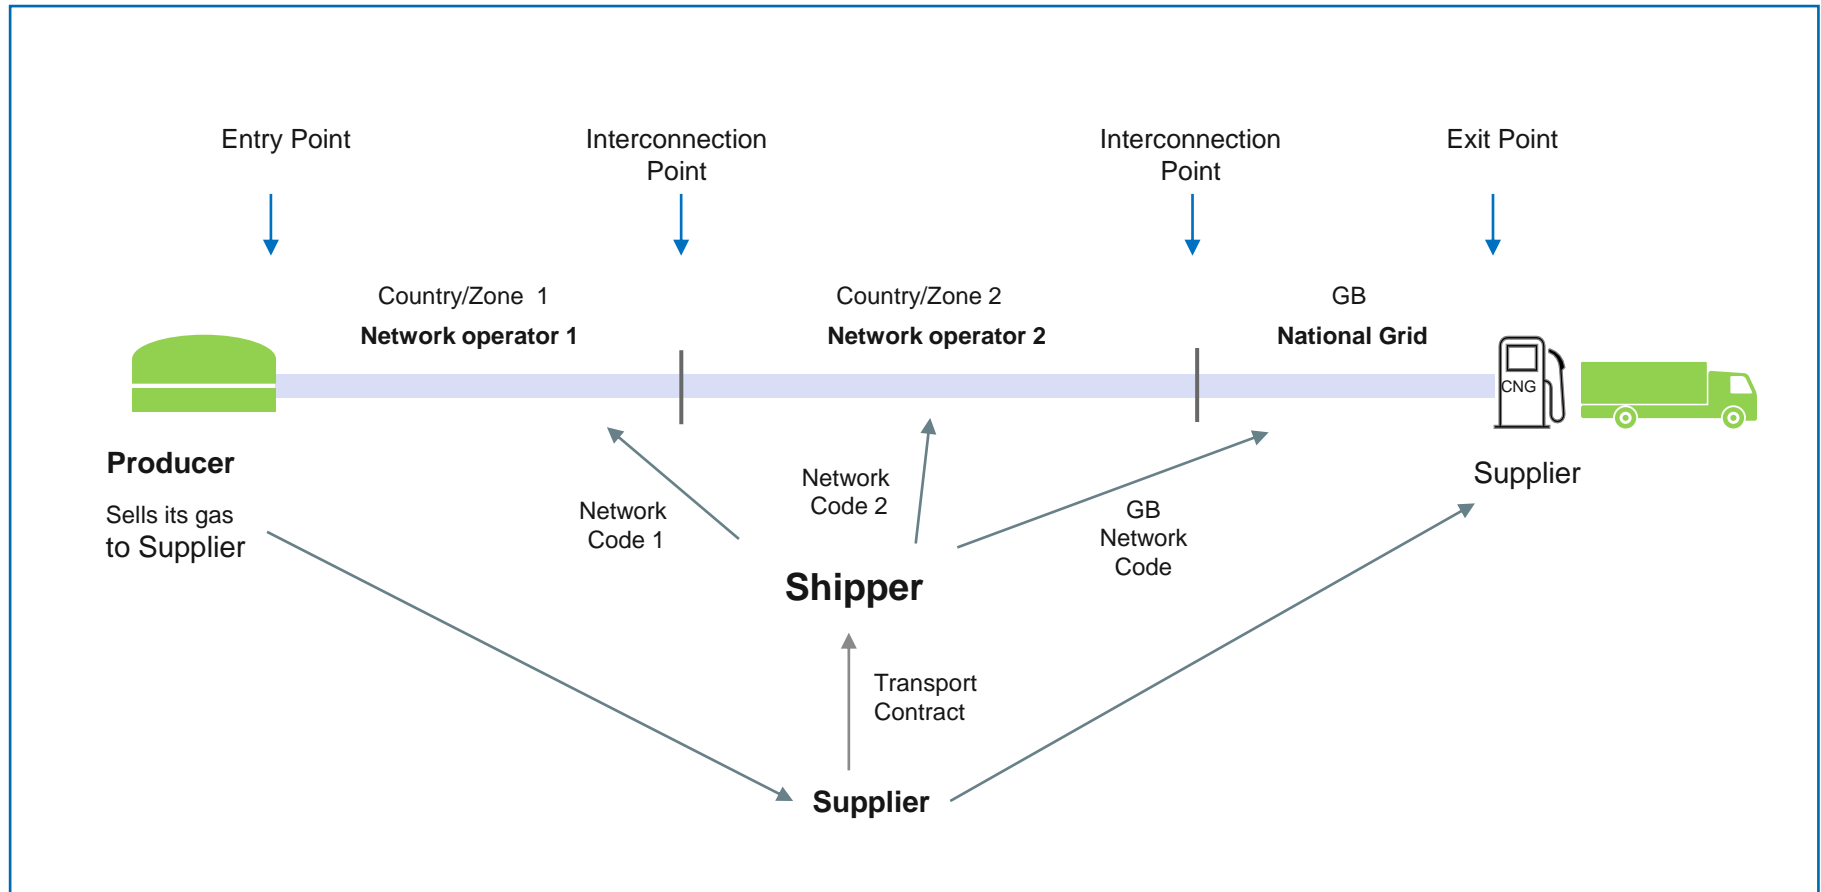 Entry Point
Interconnection
Point
Interconnection
Point
Exit Point
Country/Zone 1
Network operator 1
Country/Zone 2
Network operator 2
GB
National Grid
CNG
Producer
Sells its gas
to Supplier
Network
Code 1
Network
Code 2
GB
Network
Code
Supplier
Shipper
Transport
Contract
Supplier